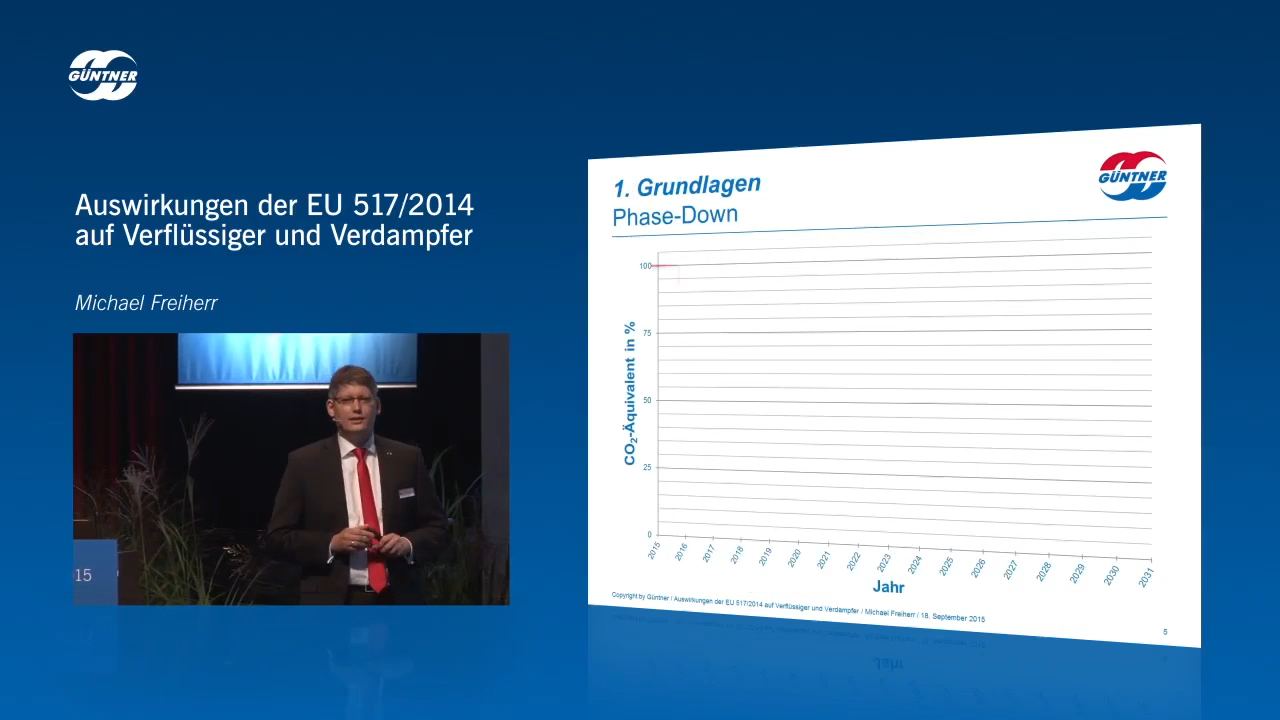 GÜNTNER
Auswirkungen der EU 517/2014
auf Verflüssiger und Verdampfer
Michael Freiherr
15
1. Grundlagen
Phase-Down
GÜNTNER
CO₂-Äquivalent in %
100
75
50
25
0
2015
2016
2017
2018
2019
2020
2021
2022
2023
2024
2025
2026
2027
2028
2029
2030
2031
Jahr
Copyright by Güntner / Auswirkungen der EU 517/2014 auf Verflüssiger und Verdampfer / Michael Freiherr / 18. September 2015
5